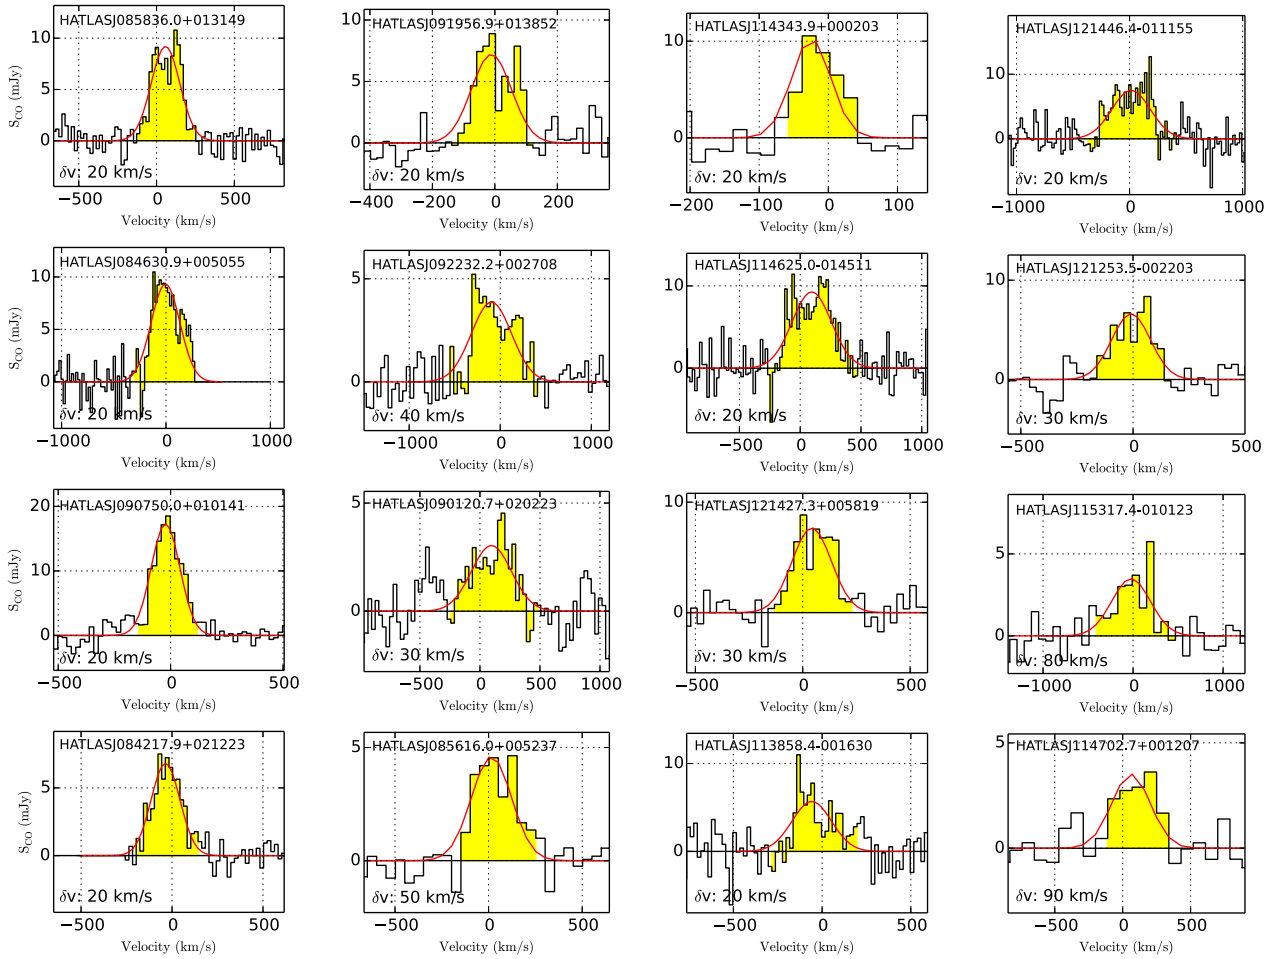 HATLASJ085836.0+013149
10
5
0
S_CO (mJy)
δv: 20 km/s
−500 0 500
Velocity (km/s)
HATLASJ091956.9+013852
10
5
0
δv: 20 km/s
−400 −200 0 200
Velocity (km/s)
HATLASJ114343.9+000203
10
5
0
δv: 20 km/s
−200 −100 0 100
Velocity (km/s)
HATLASJ121446.4-011155
10
0
δv: 20 km/s
−1000 0 1000
Velocity (km/s)
HATLASJ084630.9+005055
10
5
0
S_CO (mJy)
δv: 20 km/s
−1000 0 1000
Velocity (km/s)
HATLASJ092232.2+002708
5
0
δv: 40 km/s
−1000 0 1000
Velocity (km/s)
HATLASJ114625.0-014511
10
5
0
δv: 20 km/s
−500 0 500 1000
Velocity (km/s)
HATLASJ121253.5-002203
10
5
0
δv: 30 km/s
−500 0 500
Velocity (km/s)
HATLASJ090750.0+010141
20
10
0
S_CO (mJy)
δv: 20 km/s
−500 0 500
Velocity (km/s)
HATLASJ090120.7+020223
5
0
δv: 30 km/s
−500 0 500 1000
Velocity (km/s)
HATLASJ121427.3+005819
10
5
0
δv: 30 km/s
−500 0 500
Velocity (km/s)
HATLASJ115317.4-010123
5
0
δv: 80 km/s
−1000 0 1000
Velocity (km/s)
HATLASJ084217.9+021223
5
0
S_CO (mJy)
δv: 20 km/s
−500 0 500
Velocity (km/s)
HATLASJ085616.0+005237
5
0
δv: 50 km/s
−500 0 500
Velocity (km/s)
HATLASJ113858.4-001630
10
0
δv: 20 km/s
−500 0 500
Velocity (km/s)
HATLASJ114702.7+001207
5
0
δv: 90 km/s
−500 0 500
Velocity (km/s)